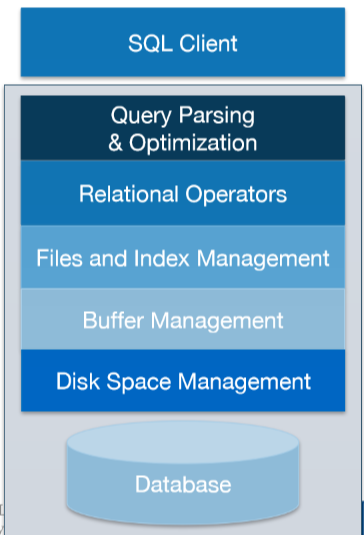 SQL Client
Query Parsing
& Optimization
Relational Operators
Files and Index Management
Buffer Management
Disk Space Management
Database